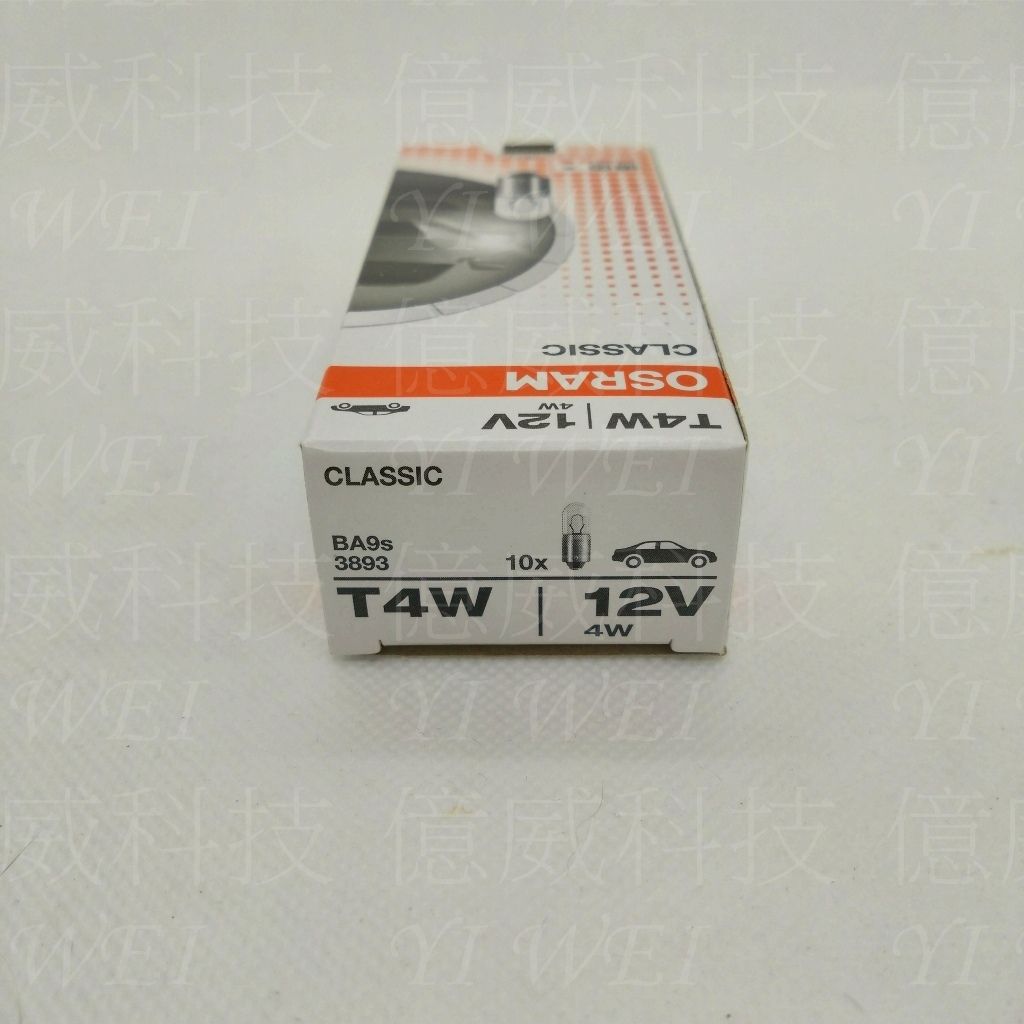 CLASSIC
OSRAM
T4W | 12V
4W
CLASSIC
BA9s
3893
10x
T4W | 12V
4W
億威科技
YI WEI